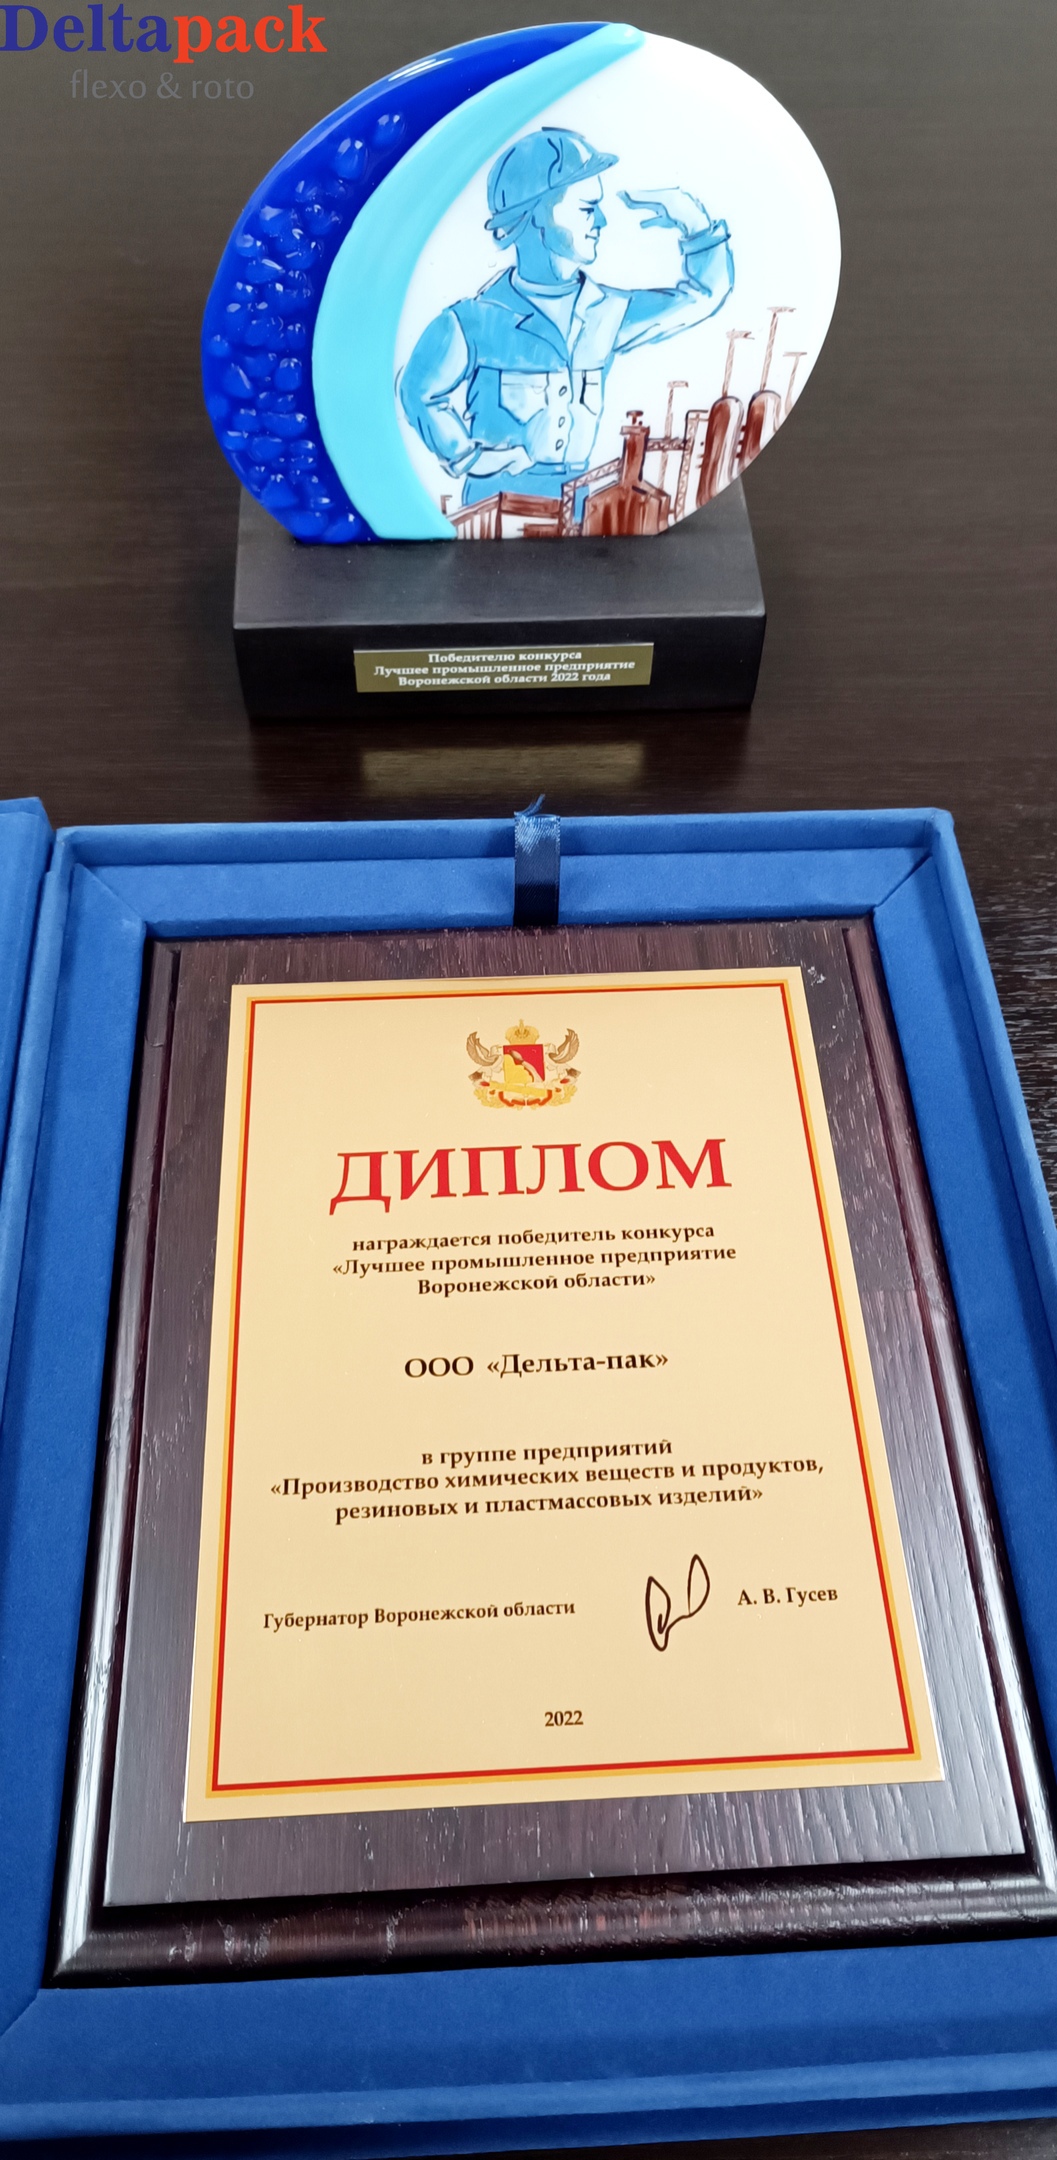 Deltapack
flexo & roto
Победителю конкурса
Лучшее промышленное предприятие
Воронежской области 2022 года
ДИПЛОМ
награждается победитель конкурса
«Лучшее промышленное предприятие
Воронежской области»
ООО «Дельта-пак»
в группе предприятий
«Производство химических веществ и продуктов,
резиновых и пластмассовых изделий»
Губернатор Воронежской области А. В. Гусев
2022